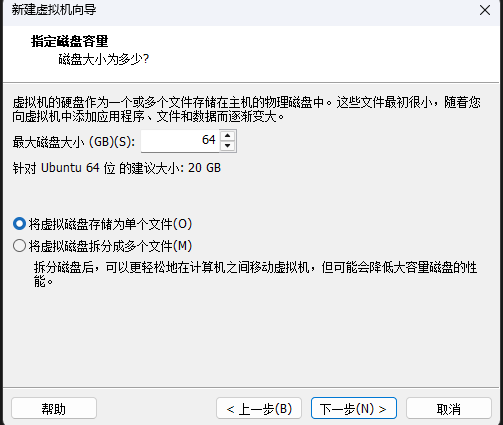 新建虚拟机向导
指定磁盘容量
磁盘大小为多少?
虚拟机的硬盘作为一个或多个文件存储在主机的物理磁盘中。这些文件最初很小，随着您
向虚拟机中添加应用程序、文件和数据而逐渐变大。
最大磁盘大小 (GB)(S): 64
针对 Ubuntu 64 位 的建议大小: 20 GB
将虚拟磁盘存储为单个文件(O)
将虚拟磁盘拆分成多个文件(M)
拆分磁盘后，可以更轻松地在计算机之间移动虚拟机，但可能会降低大容量磁盘的性
能。
帮助 < 上一步(B) 下一步(N) > 取消